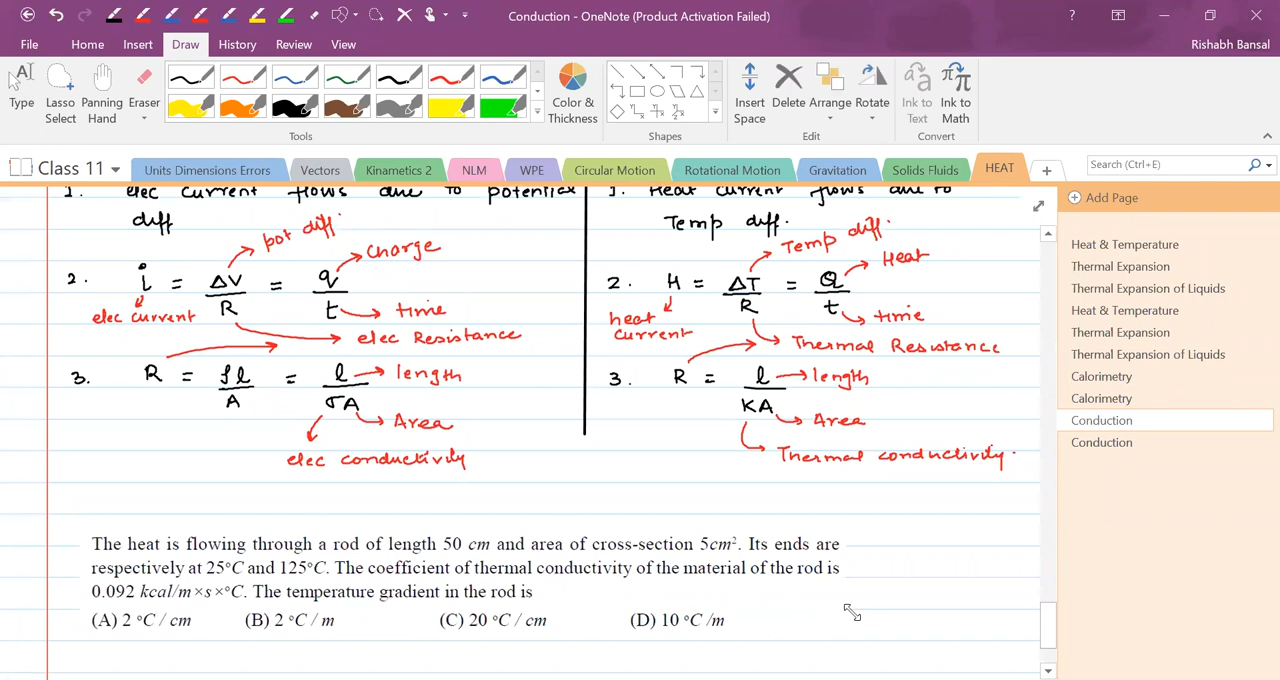 Conduction - OneNote (Product Activation Failed)
?
File Home Insert Draw History Review View
Rishabh Bansal
Type
Lasso Select
Panning Hand
Eraser
Color & Thickness
Insert Space
Delete
Arrange
Rotate
Ink to Text
Ink to Math
Tools
Shapes
Edit
Convert
Class 11
Units Dimensions Errors
Vectors
Kinametics 2
NLM
WPE
Circular Motion
Rotational Motion
Gravitation
Solids Fluids
HEAT
Search (Ctrl+E)
Add Page
Heat & Temperature
Thermal Expansion
Thermal Expansion of Liquids
Heat & Temperature
Thermal Expansion
Thermal Expansion of Liquids
Calorimetry
Calorimetry
Conduction
Conduction
1. elec current flows due to potential
diff
pot diff.
charge
2. i = ΔV/R = q/t
elec current
time
elec Resistance
3. R = ρl/A = l/σA
length
Area
elec conductivity
1. Heat current flows due to
Temp diff.
Temp diff.
Heat
2. H = ΔT/R = Q/t
heat current
time
Thermal Resistance
3. R = l/KA
length
Area
Thermal conductivity.
The heat is flowing through a rod of length 50 cm and area of cross-section 5cm². Its ends are
respectively at 25°C and 125°C. The coefficient of thermal conductivity of the material of the rod is
0.092 kcal/m×s×°C. The temperature gradient in the rod is
(A) 2 °C / cm (B) 2 °C / m (C) 20 °C / cm (D) 10 °C /m